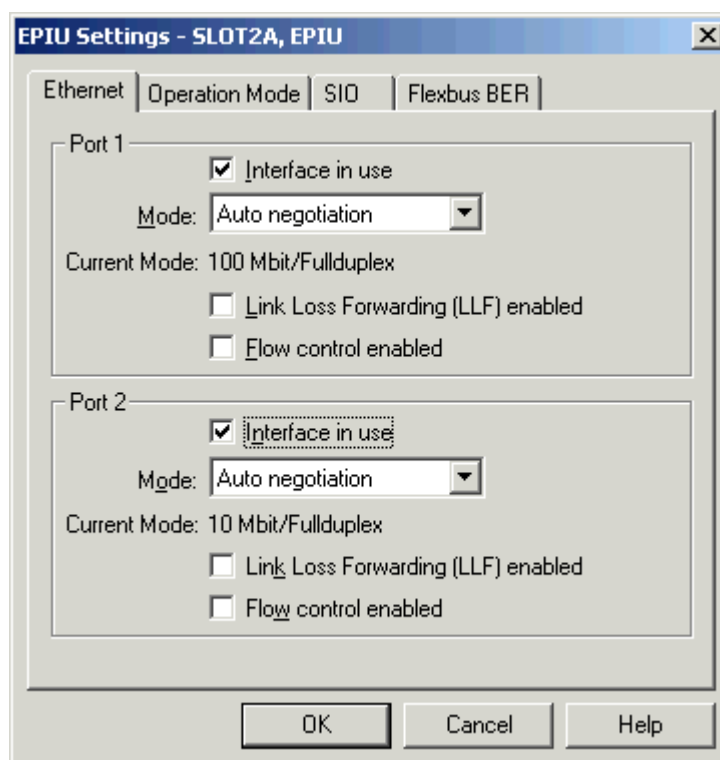 EPIU Settings - SLOT2A, EPIU
Ethernet Operation Mode SIO Flexbus BER
Port 1
Interface in use
Mode: Auto negotiation
Current Mode: 100 Mbit/Fullduplex
Link Loss Forwarding (LLF) enabled
Flow control enabled
Port 2
Interface in use
Mode: Auto negotiation
Current Mode: 10 Mbit/Fullduplex
Link Loss Forwarding (LLF) enabled
Flow control enabled
OK Cancel Help